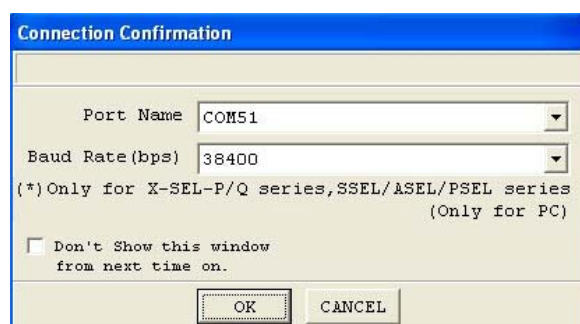 Connection Confirmation
Port Name COM51
Baud Rate(bps) 38400
(*)Only for X-SEL-P/Q series,SSEL/ASEL/PSEL series
(Only for PC)
Don't Show this window
from next time on.
OK CANCEL